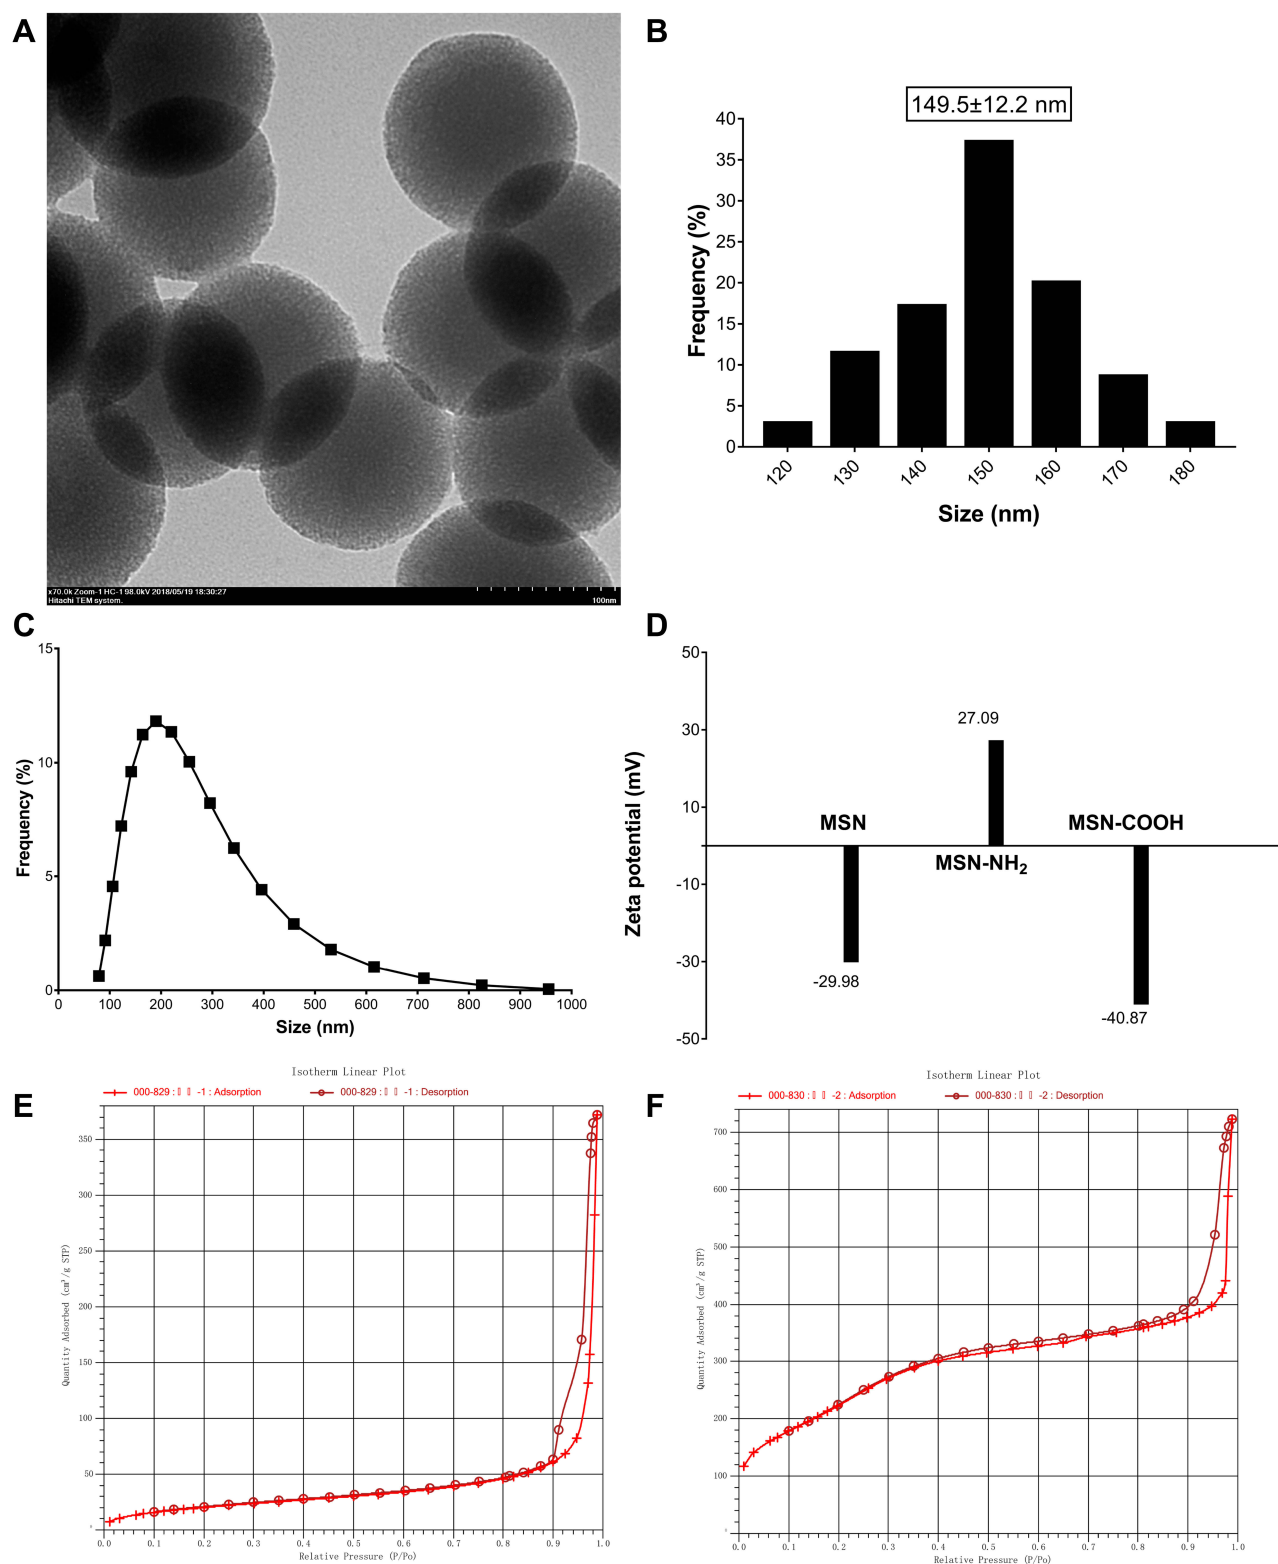 A
x70.0k Zoom-1 HC-1 98.0kV 2018/05/19 18:30:27
Hitachi TEM system.
100nm
B
149.5±12.2 nm
Frequency (%)
40
35
30
25
20
15
10
5
0
120 130 140 150 160 170 180
Size (nm)
C
Frequency (%)
15
10
5
0
0 100 200 300 400 500 600 700 800 900 1000
Size (nm)
D
Zeta potential (mV)
50
30
10
-10
-30
-50
27.09
MSN
MSN-COOH
MSN-NH₂
-29.98
-40.87
E
Isotherm Linear Plot
000-829 : -1 : Adsorption
000-829 : -1 : Desorption
Quantity Adsorbed (cm³/g STP)
350
300
250
200
150
100
50
0.0 0.1 0.2 0.3 0.4 0.5 0.6 0.7 0.8 0.9 1.0
Relative Pressure (P/Po)
F
Isotherm Linear Plot
000-830 : -2 : Adsorption
000-830 : -2 : Desorption
Quantity Adsorbed (cm³/g STP)
700
600
500
400
300
200
100
0.0 0.1 0.2 0.3 0.4 0.5 0.6 0.7 0.8 0.9 1.0
Relative Pressure (P/Po)